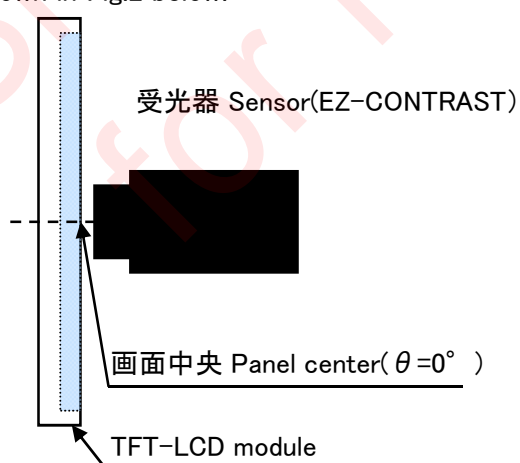 受光器 Sensor(EZ-CONTRAST)
画面中央 Panel center(θ=0° )
TFT-LCD module